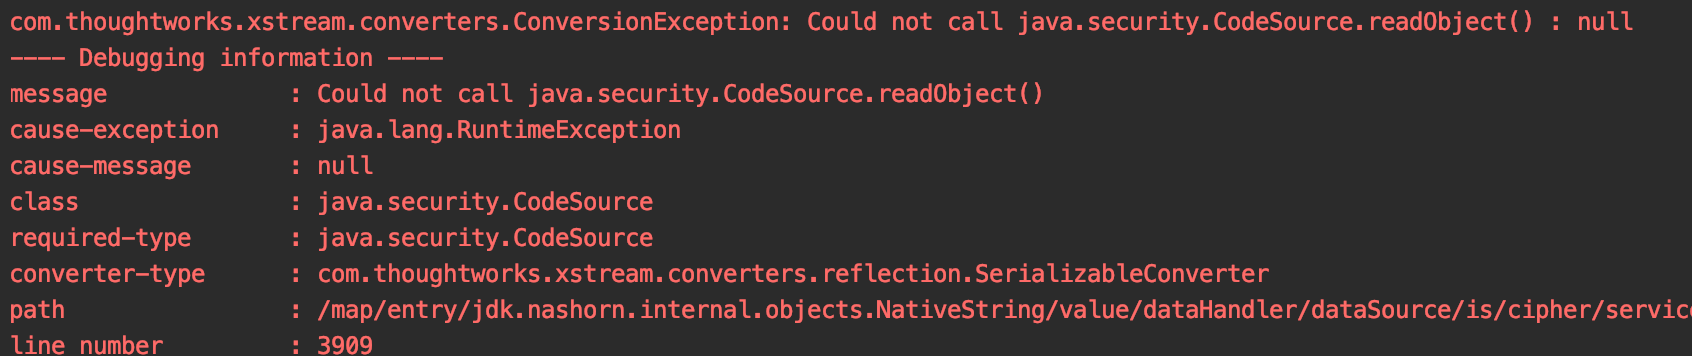 com.thoughtworks.xstream.converters.ConversionException: Could not call java.security.CodeSource.readObject() : null
---- Debugging information ----
message             : Could not call java.security.CodeSource.readObject()
cause-exception     : java.lang.RuntimeException
cause-message       : null
class               : java.security.CodeSource
required-type       : java.security.CodeSource
converter-type      : com.thoughtworks.xstream.converters.reflection.SerializableConverter
path                : /map/entry/jdk.nashorn.internal.objects.NativeString/value/dataHandler/dataSource/is/cipher/servic
line number         : 3909